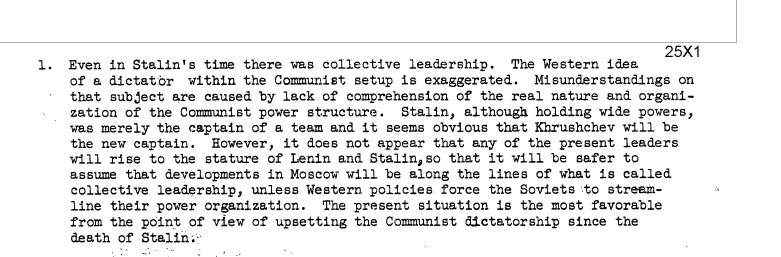 25X1
1. Even in Stalin's time there was collective leadership. The Western idea
of a dictator within the Communist setup is exaggerated. Misunderstandings on
that subject are caused by lack of comprehension of the real nature and organi-
zation of the Communist power structure. Stalin, although holding wide powers,
was merely the captain of a team and it seems obvious that Khrushchev will be
the new captain. However, it does not appear that any of the present leaders
will rise to the stature of Lenin and Stalin, so that it will be safer to
assume that developments in Moscow will be along the lines of what is called
collective leadership, unless Western policies force the Soviets to stream-
line their power organization. The present situation is the most favorable
from the point of view of upsetting the Communist dictatorship since the
death of Stalin.